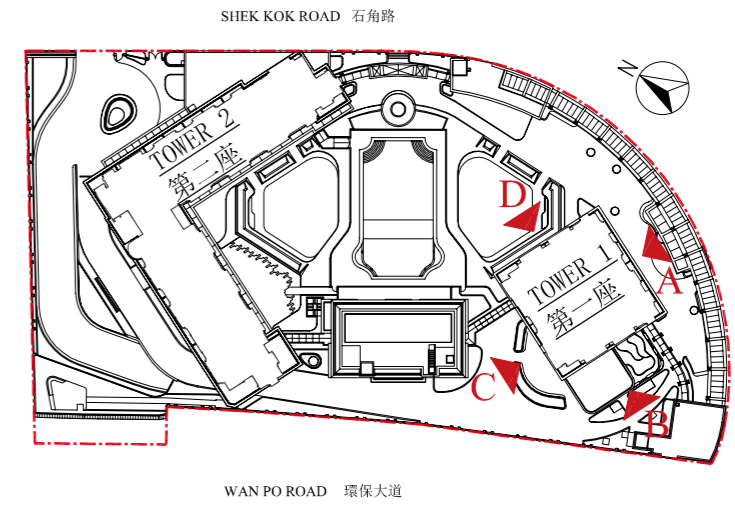 SHEK KOK ROAD 石角路
N
TOWER 2
第二座
D
TOWER 1
第一座
A
C
B
WAN PO ROAD 環保大道